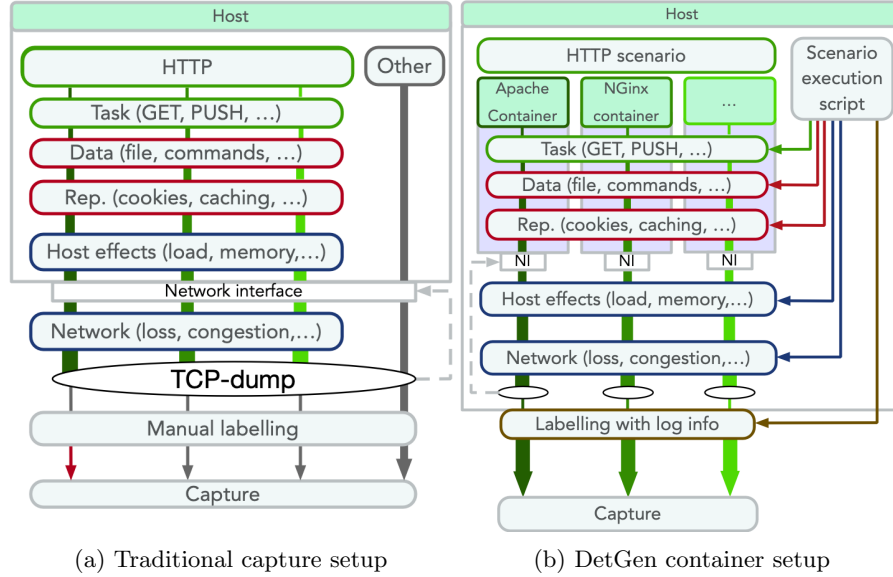 Host
HTTP
Other
Task (GET, PUSH, ...)
Data (file, commands, ...)
Rep. (cookies, caching, ...)
Host effects (load, memory,...)
Network interface
Network (loss, congestion,...)
TCP-dump
Manual labelling
Capture
(a) Traditional capture setup
Host
HTTP scenario
Scenario
execution
script
Apache
Container
NGinx
container
...
Task (GET, PUSH, ...)
Data (file, commands, ...)
Rep. (cookies, caching, ...)
NI
NI
NI
Host effects (load, memory,...)
Network (loss, congestion,...)
Labelling with log info
Capture
(b) DetGen container setup